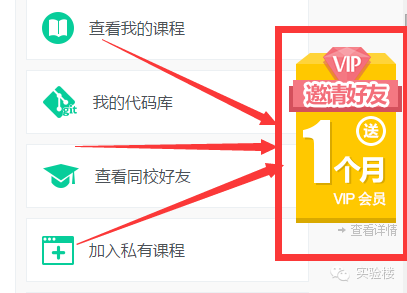 查看我的课程
git
我的代码库
查看同校好友
加入私有课程
VIP
邀请好友
送
1个月
VIP 会员
查看详情
实验楼